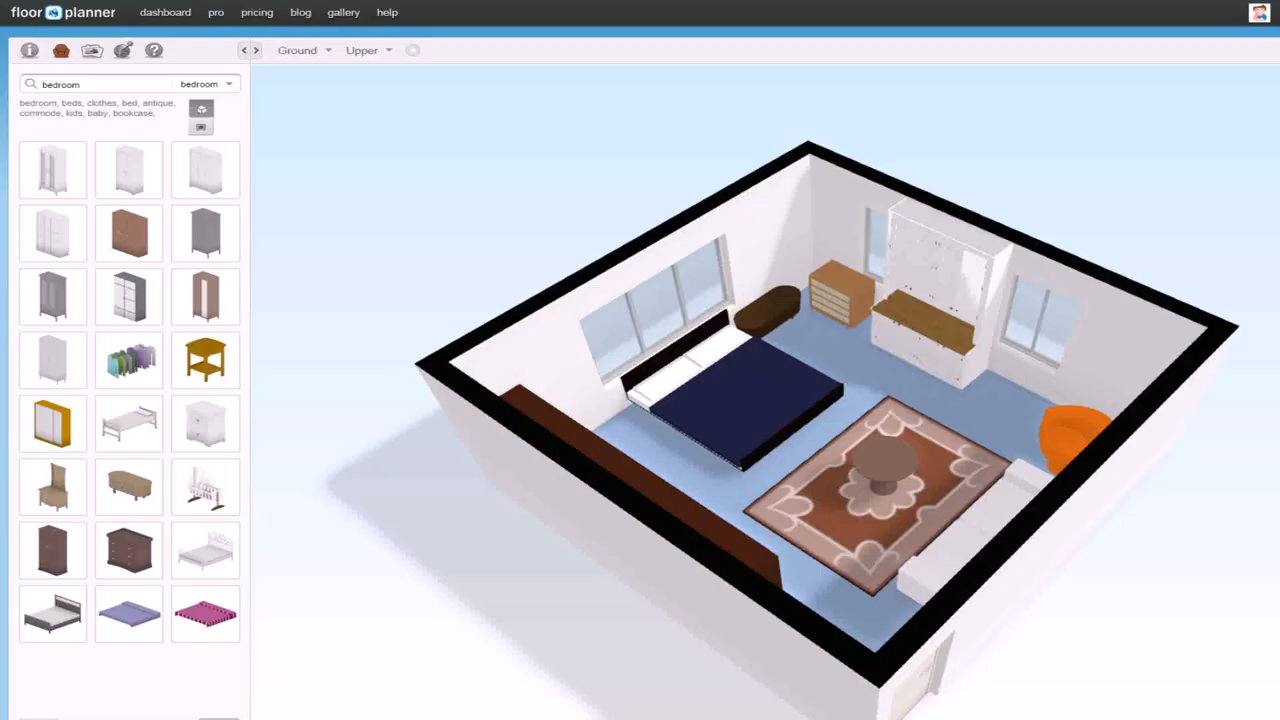 floor planner dashboard pro pricing blog gallery help
Ground Upper
bedroom bedroom
bedroom, beds, clothes, bed, antique,
commode, kids, baby, bookcase,